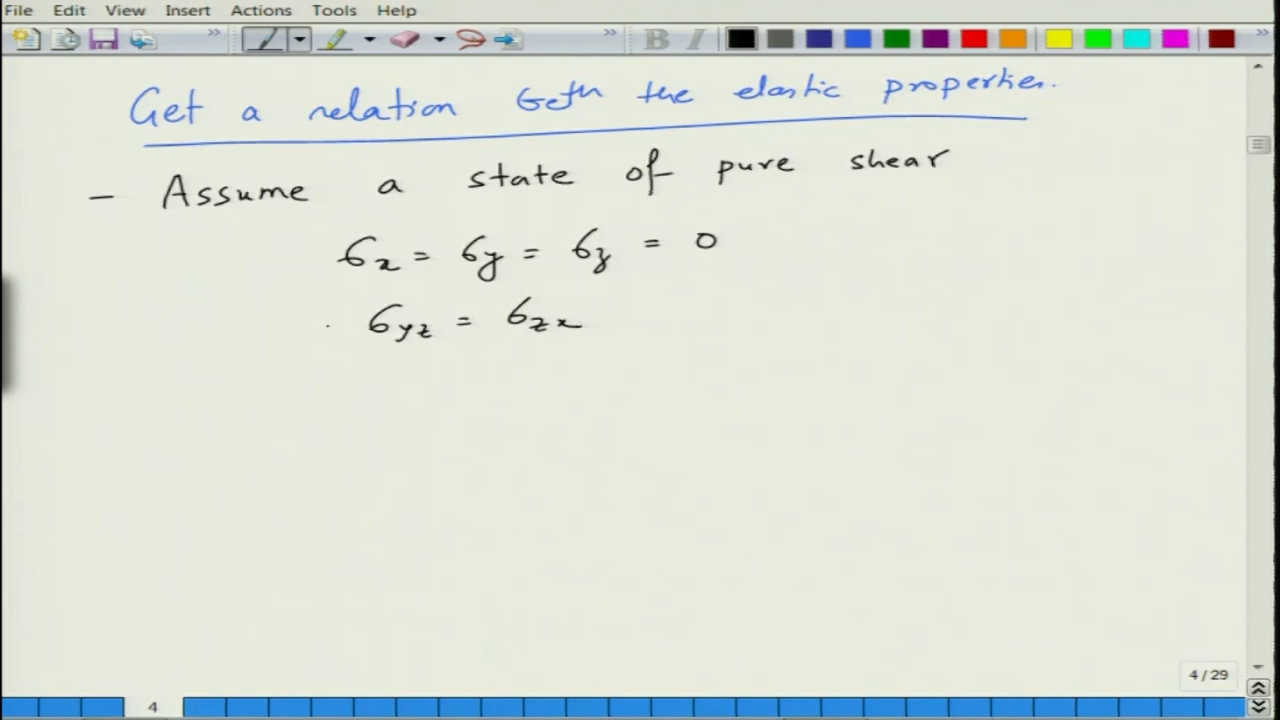 File Edit View Insert Actions Tools Help
B I
Get a relation betn the elastic properties.
- Assume a state of pure shear
σx = σy = σz = 0
σyz = σzx
4 / 29
4